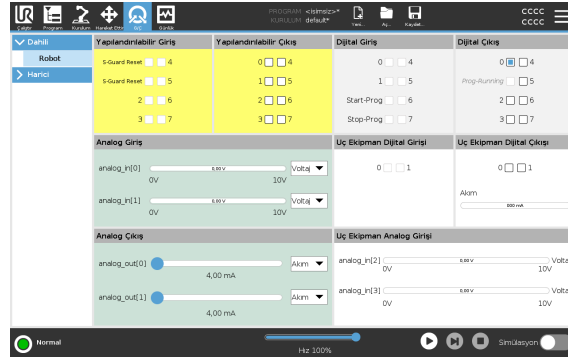 UR
PROGRAM <isimsiz>*
KURULUM default*
CCCC
CCCC
Çalıştır Program Kurulum Hareket Ettir G/Ç Günlük
Yeni... Aç... Kaydet...
Dahili
Robot
Harici
Yapılandırılabilir Giriş
S-Guard Reset 4
S-Guard Reset 5
2 6
3 7
Yapılandırılabilir Çıkış
0 4
1 5
2 6
3 7
Dijital Giriş
0 4
1 5
Start-Prog 6
Stop-Prog 7
Dijital Çıkış
0 4
Prog-Running 5
2 6
3 7
Analog Giriş
analog_in[0] 0,00 V Voltaj
0V 10V
analog_in[1] 0,00 V Voltaj
0V 10V
Uç Ekipman Dijital Girişi
0 1
Uç Ekipman Dijital Çıkışı
0 1
Akım
000 mA
Analog Çıkış
analog_out[0] Akım
4,00 mA
analog_out[1] Akım
4,00 mA
Uç Ekipman Analog Girişi
analog_in[2] 0,00 V Volta
0V 10V
analog_in[3] 0,00 V Volta
0V 10V
Normal
Hız 100%
Simülasyon